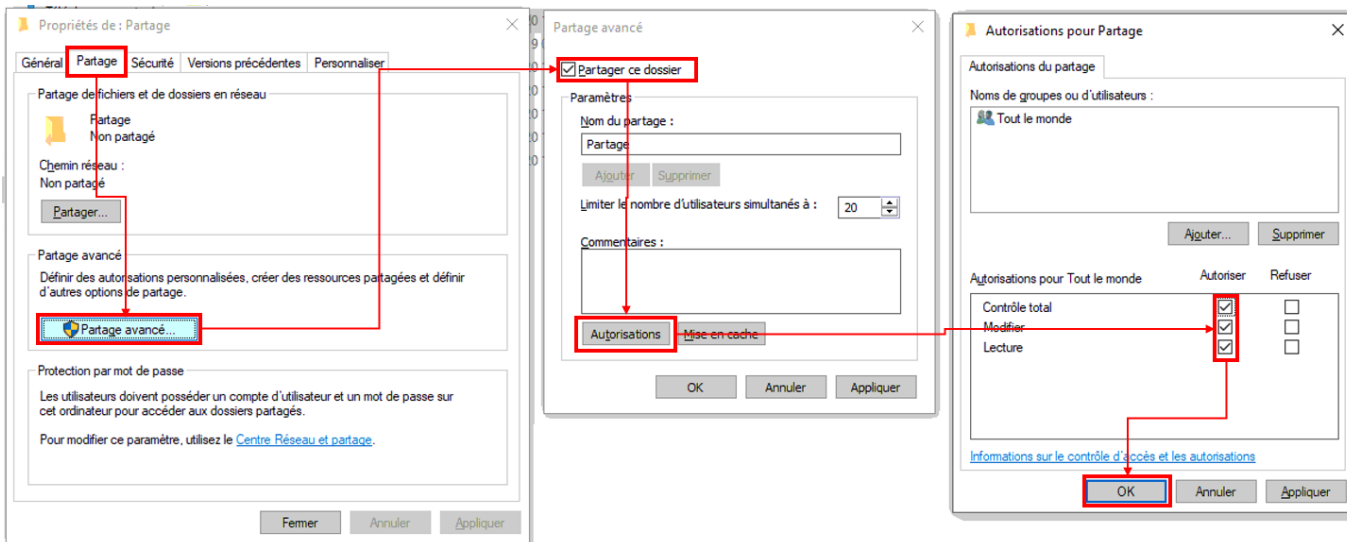 Propriétés de : Partage
Général Partage Sécurité Versions précédentes Personnaliser
Partage de fichiers et de dossiers en réseau
Partage
Non partagé
Chemin réseau :
Non partagé
Partager...
Partage avancé
Définir des autorisations personnalisées, créer des ressources partagées et définir
d'autres options de partage.
Partage avancé...
Protection par mot de passe
Les utilisateurs doivent posséder un compte d'utilisateur et un mot de passe sur
cet ordinateur pour accéder aux dossiers partagés.
Pour modifier ce paramètre, utilisez le Centre Réseau et partage.
Fermer Annuler Appliquer
Partage avancé
Partager ce dossier
Paramètres
Nom du partage :
Partage
Ajouter Supprimer
Limiter le nombre d'utilisateurs simultanés à : 20
Commentaires :
Autorisations Mise en cache
OK Annuler Appliquer
Autorisations pour Partage
Autorisations du partage
Noms de groupes ou d'utilisateurs :
Tout le monde
Ajouter... Supprimer
Autorisations pour Tout le monde Autoriser Refuser
Contrôle total
Modifier
Lecture
Informations sur le contrôle d'accès et les autorisations
OK Annuler Appliquer